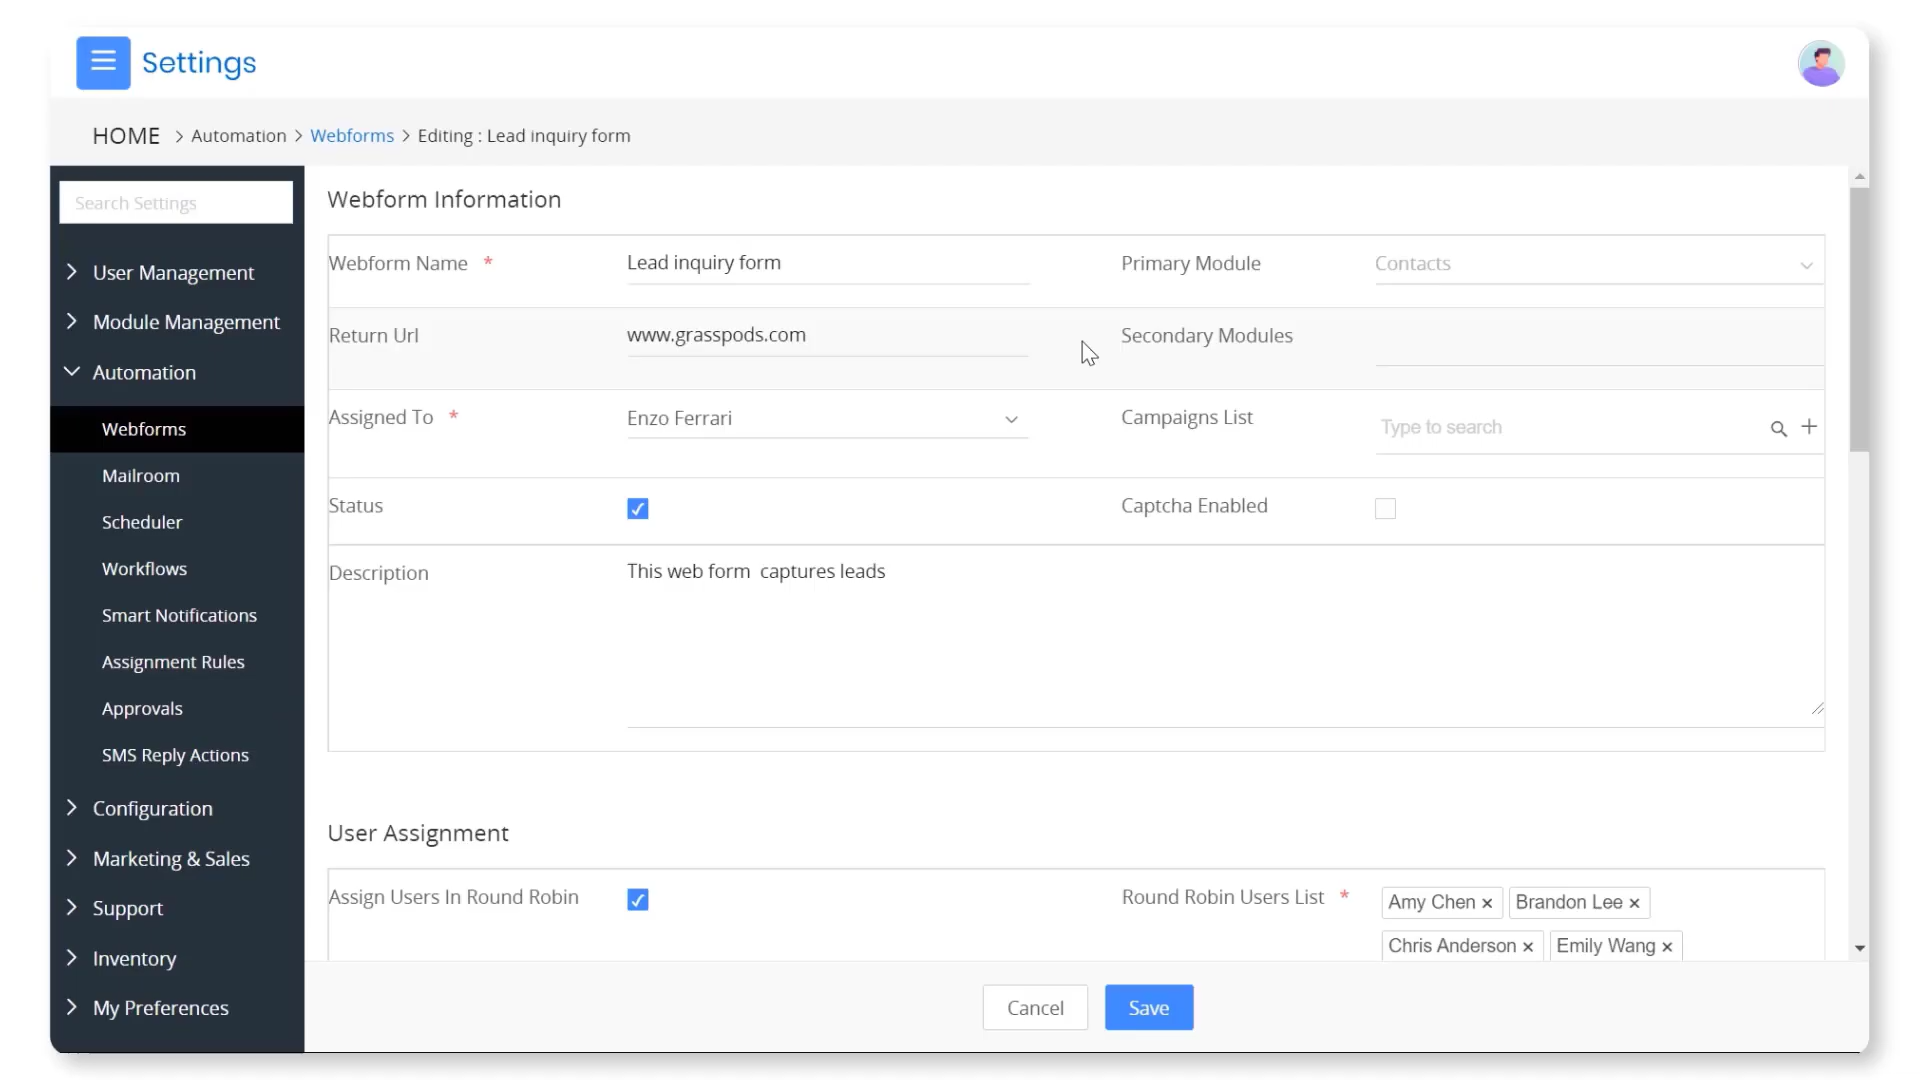 Settings
HOME > Automation > Webforms > Editing : Lead inquiry form
Search Settings
User Management
Module Management
Automation
Webforms
Mailroom
Scheduler
Workflows
Smart Notifications
Assignment Rules
Approvals
SMS Reply Actions
Configuration
Marketing & Sales
Support
Inventory
My Preferences
Webform Information
Webform Name * Lead inquiry form Primary Module Contacts
Return Url www.grasspods.com Secondary Modules
Assigned To * Enzo Ferrari Campaigns List Type to search
Status Captcha Enabled
Description This web form  captures leads
User Assignment
Assign Users In Round Robin Round Robin Users List * Amy Chen × Brandon Lee ×
Chris Anderson × Emily Wang ×
Cancel Save